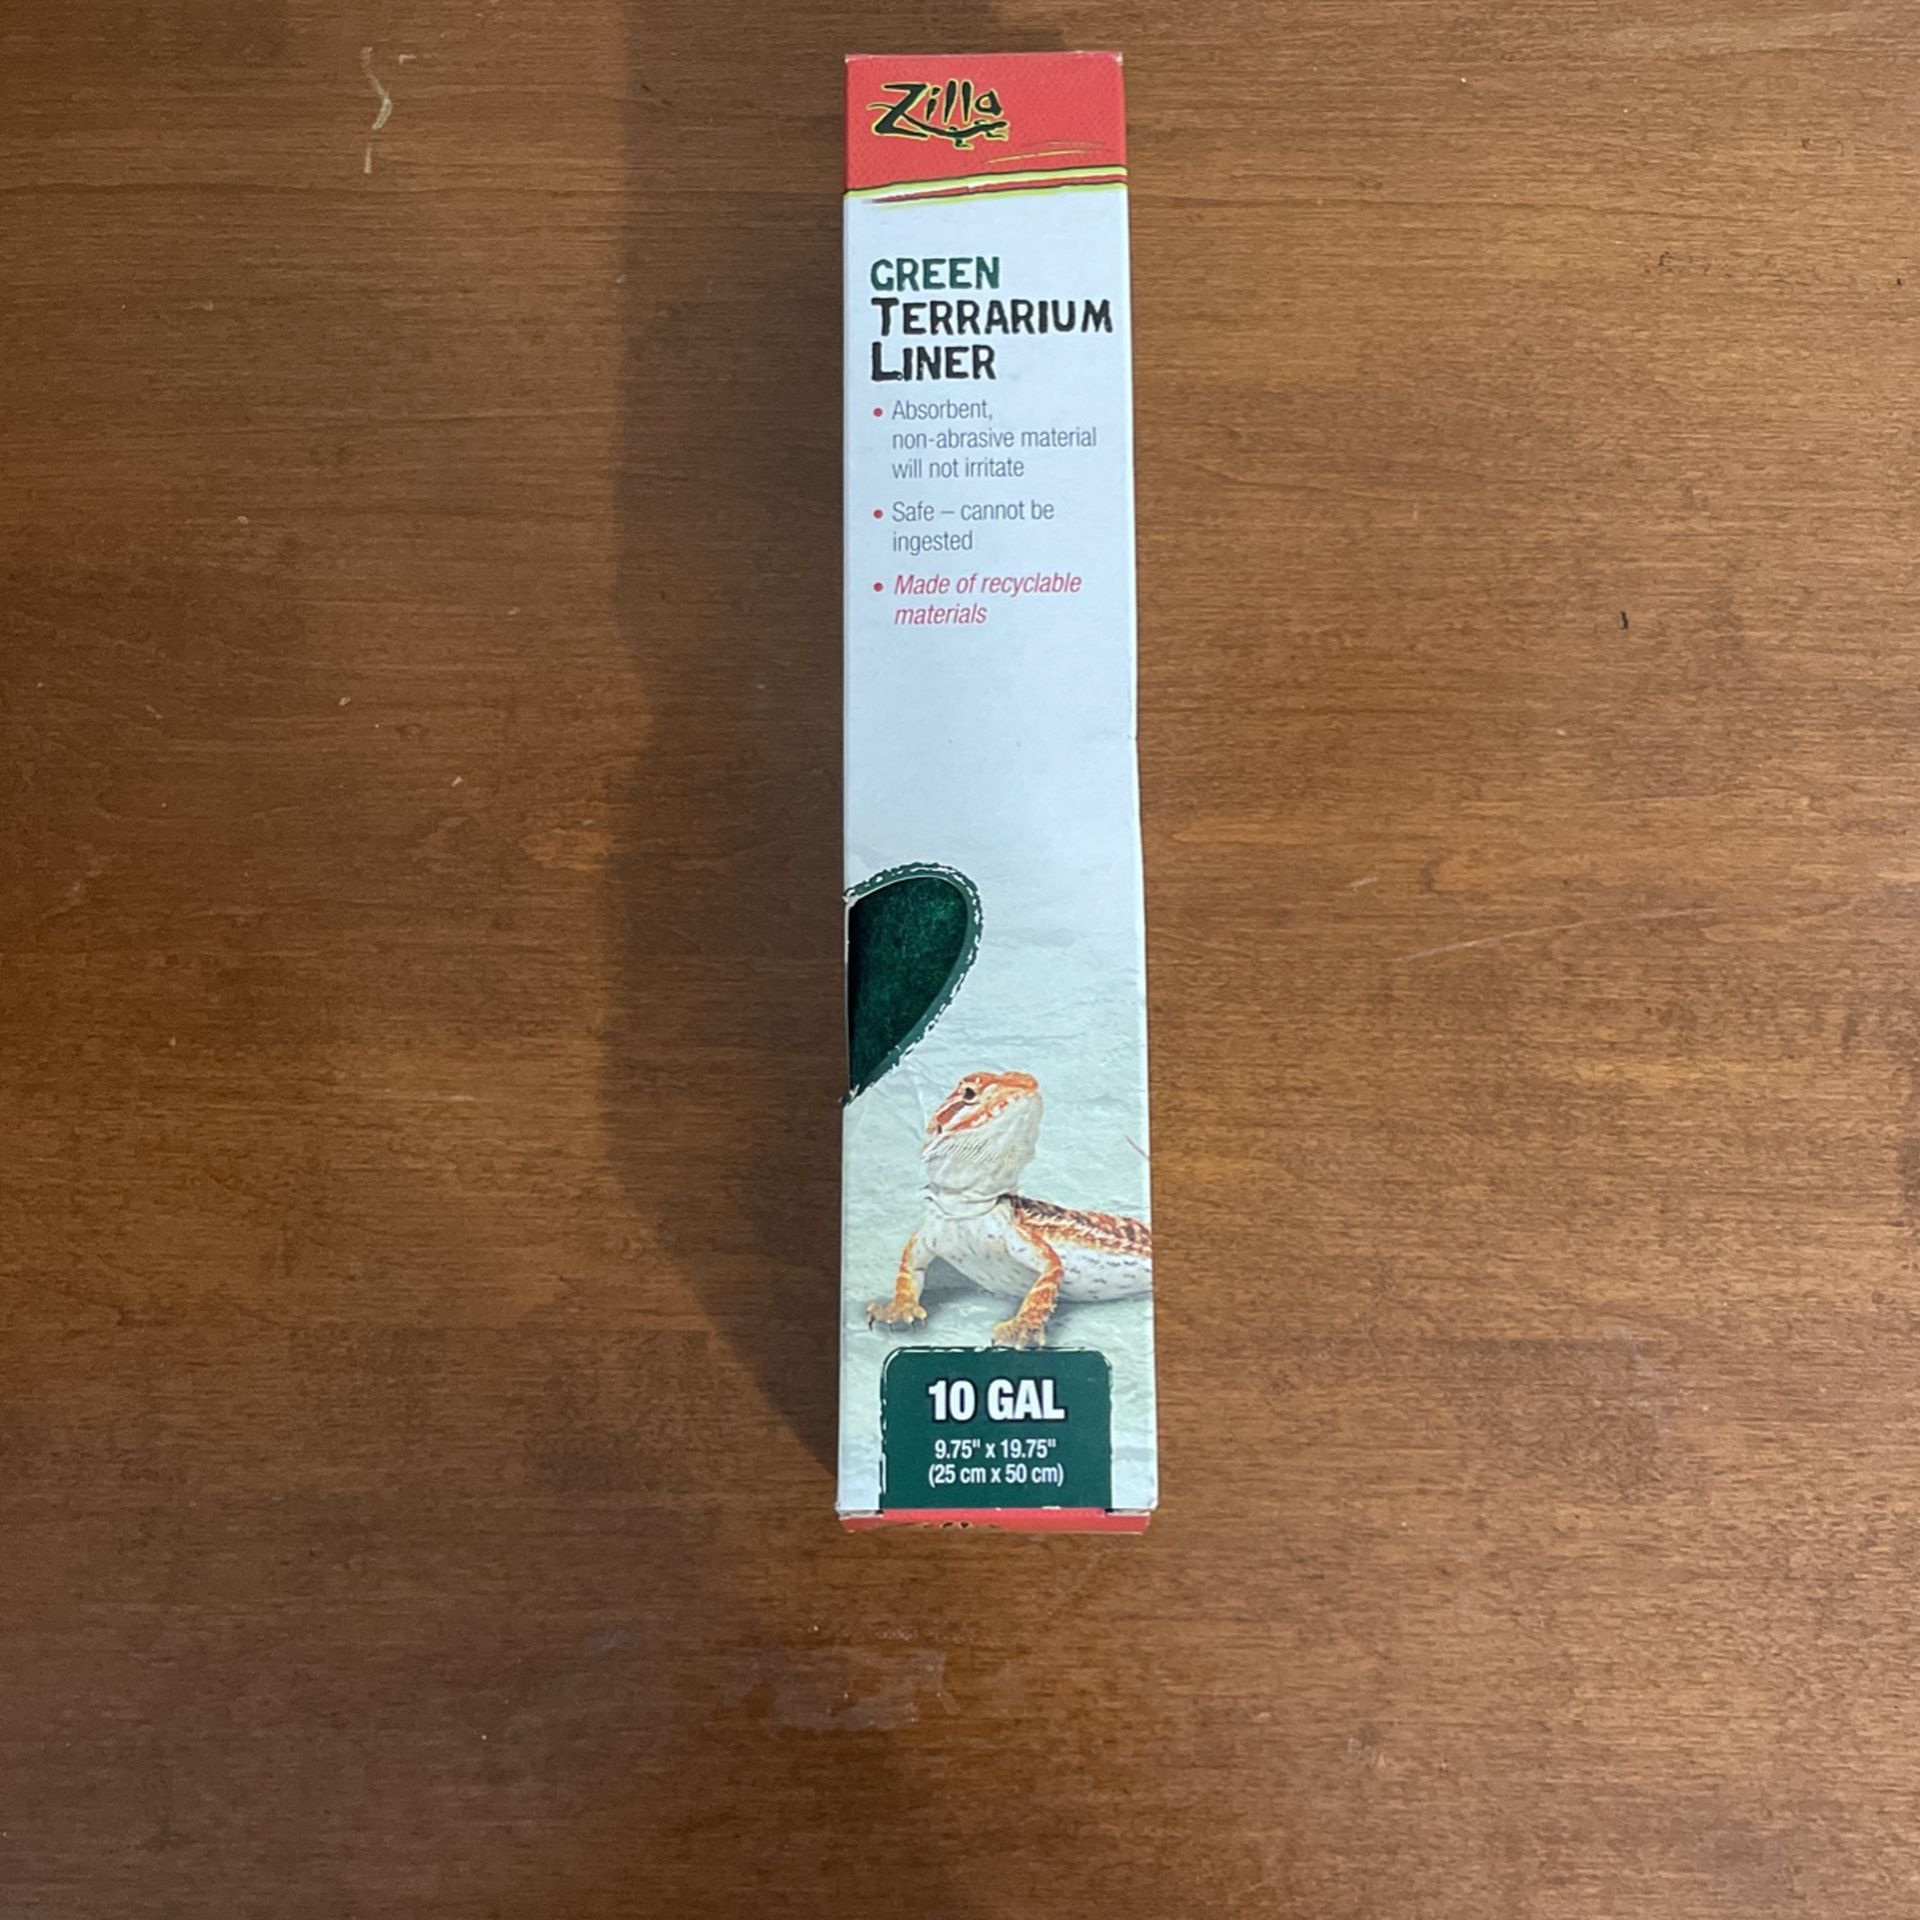 Zilla
GREEN
TERRARIUM
LINER
• Absorbent,
non-abrasive material
will not irritate
• Safe – cannot be
ingested
• Made of recyclable
materials
10 GAL
9.75" x 19.75"
(25 cm x 50 cm)